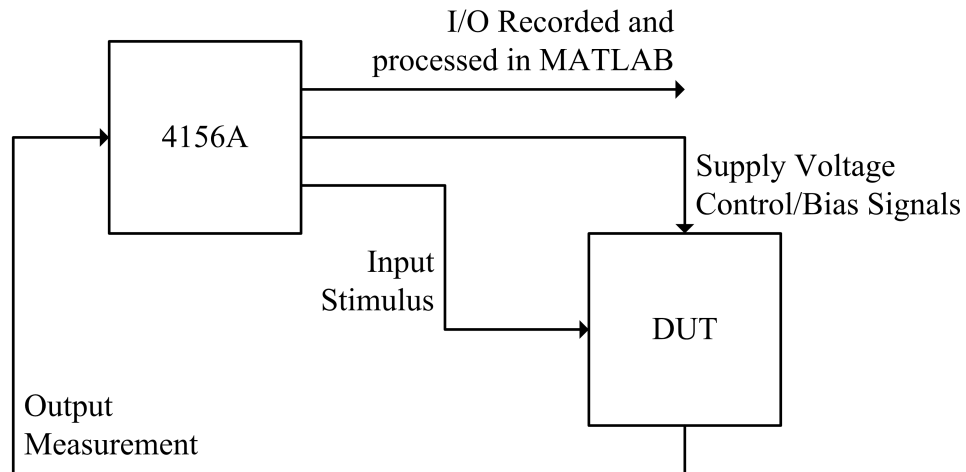 I/O Recorded and
processed in MATLAB
4156A
Supply Voltage
Control/Bias Signals
Input
Stimulus
DUT
Output
Measurement